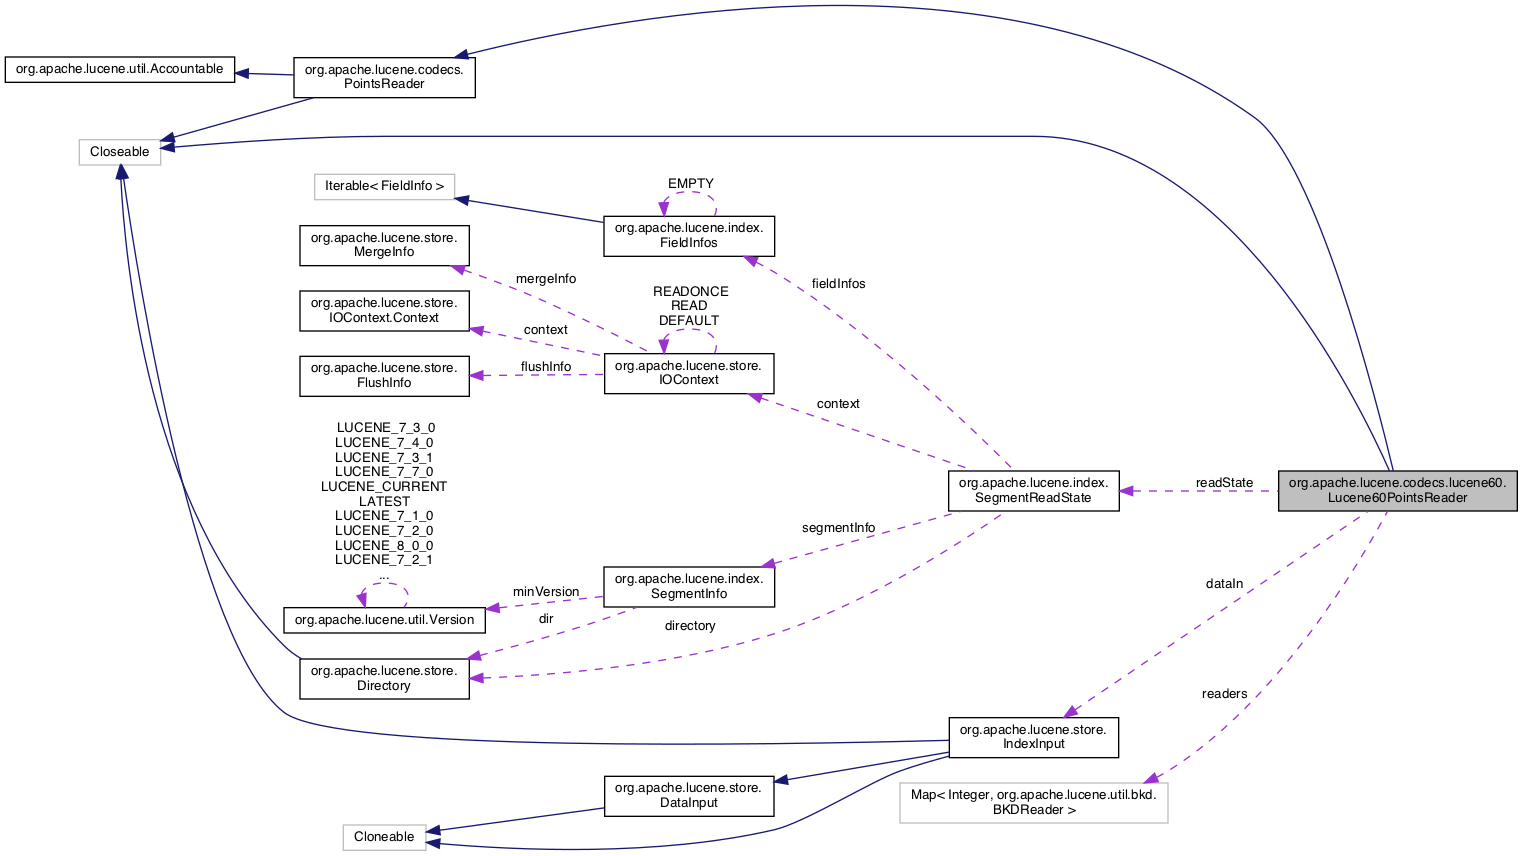 org.apache.lucene.util.Accountable
org.apache.lucene.codecs.
PointsReader
Closeable
Iterable< FieldInfo >
EMPTY
org.apache.lucene.index.
FieldInfos
org.apache.lucene.store.
MergeInfo
mergeInfo
fieldInfos
READONCE
READ
DEFAULT
org.apache.lucene.store.
IOContext.Context
context
org.apache.lucene.store.
IOContext
org.apache.lucene.store.
FlushInfo
flushInfo
context
LUCENE_7_3_0
LUCENE_7_4_0
LUCENE_7_3_1
LUCENE_7_7_0
LUCENE_CURRENT
LATEST
LUCENE_7_1_0
LUCENE_7_2_0
LUCENE_8_0_0
LUCENE_7_2_1
...
org.apache.lucene.index.
SegmentReadState
readState
org.apache.lucene.codecs.lucene60.
Lucene60PointsReader
segmentInfo
org.apache.lucene.index.
SegmentInfo
minVersion
org.apache.lucene.util.Version
dir
directory
dataIn
org.apache.lucene.store.
Directory
readers
org.apache.lucene.store.
IndexInput
org.apache.lucene.store.
DataInput
Map< Integer, org.apache.lucene.util.bkd.
BKDReader >
Cloneable